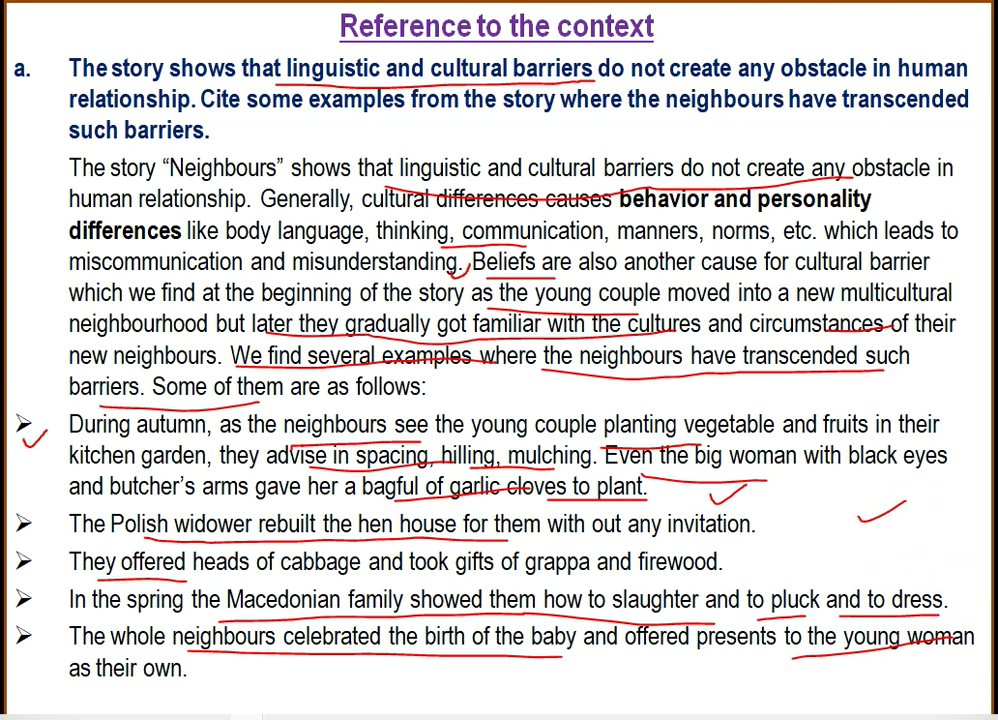 Reference to the context
a. The story shows that linguistic and cultural barriers do not create any obstacle in human
relationship. Cite some examples from the story where the neighbours have transcended
such barriers.
The story “Neighbours” shows that linguistic and cultural barriers do not create any obstacle in
human relationship. Generally, cultural differences causes behavior and personality
differences like body language, thinking, communication, manners, norms, etc. which leads to
miscommunication and misunderstanding. Beliefs are also another cause for cultural barrier
which we find at the beginning of the story as the young couple moved into a new multicultural
neighbourhood but later they gradually got familiar with the cultures and circumstances of their
new neighbours. We find several examples where the neighbours have transcended such
barriers. Some of them are as follows:
➢ During autumn, as the neighbours see the young couple planting vegetable and fruits in their
kitchen garden, they advise in spacing, hilling, mulching. Even the big woman with black eyes
and butcher’s arms gave her a bagful of garlic cloves to plant.
➢ The Polish widower rebuilt the hen house for them with out any invitation.
➢ They offered heads of cabbage and took gifts of grappa and firewood.
➢ In the spring the Macedonian family showed them how to slaughter and to pluck and to dress.
➢ The whole neighbours celebrated the birth of the baby and offered presents to the young woman
as their own.